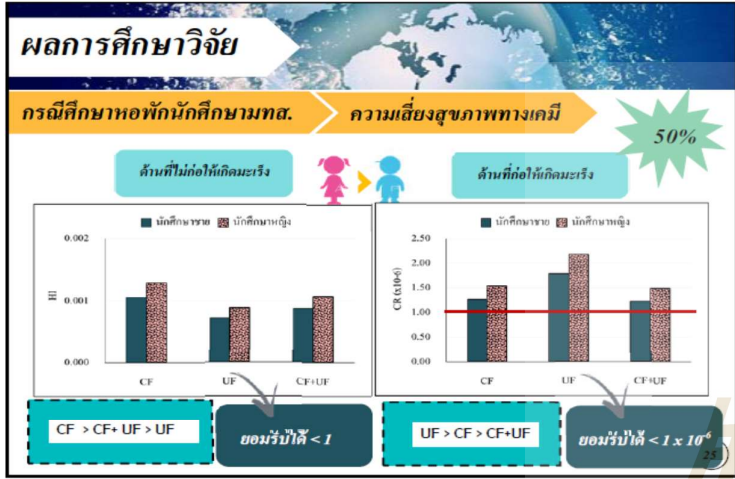 ผลการศึกษาวิจัย
กรณีศึกษาหอพักนักศึกษามทส.
ความเสี่ยงสุขภาพทางเคมี
50%
ด้านที่ไม่ก่อให้เกิดมะเร็ง
ด้านที่ก่อให้เกิดมะเร็ง
นักศึกษาชาย นักศึกษาหญิง
0.002
0.001
0.000
HI
CF UF CF+UF
นักศึกษาชาย นักศึกษาหญิง
2.50
2.00
1.50
1.00
0.50
0.00
CR (x10-6)
CF UF CF+UF
CF > CF+ UF > UF
ยอมรับได้ < 1
UF > CF > CF+UF
ยอมรับได้ < 1 x 10⁻⁶
25